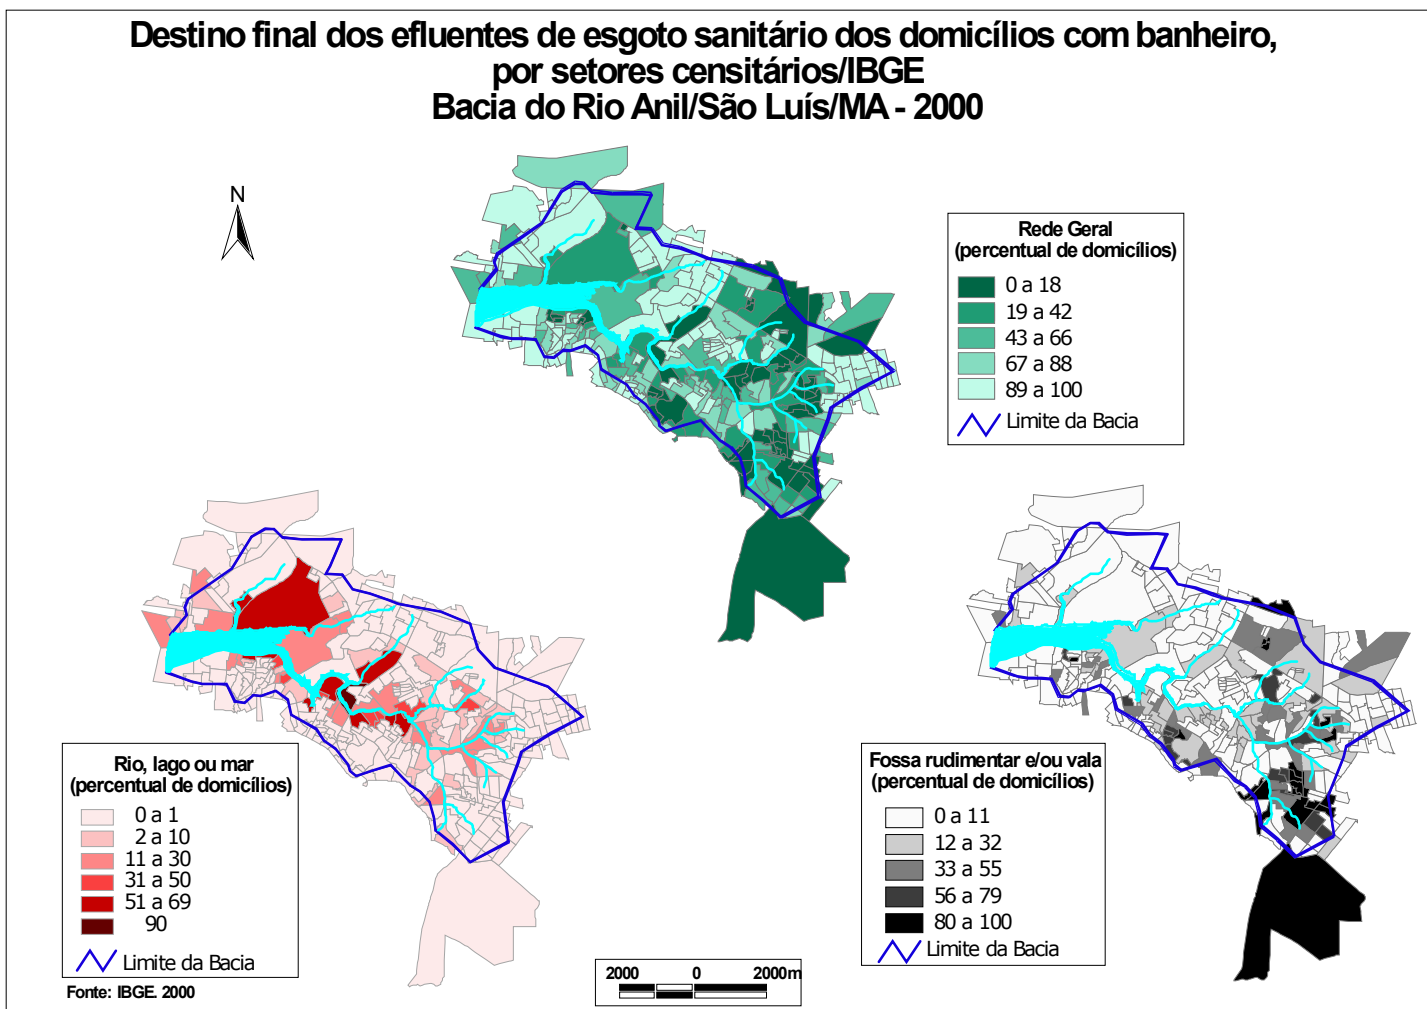 Destino final dos efluentes de esgoto sanitário dos domicílios com banheiro,
por setores censitários/IBGE
Bacia do Rio Anil/São Luís/MA - 2000
N
Rede Geral
(percentual de domicílios)
0 a 18
19 a 42
43 a 66
67 a 88
89 a 100
Limite da Bacia
Rio, lago ou mar
(percentual de domicílios)
0 a 1
2 a 10
11 a 30
31 a 50
51 a 69
90
Limite da Bacia
Fonte: IBGE. 2000
Fossa rudimentar e/ou vala
(percentual de domicílios)
0 a 11
12 a 32
33 a 55
56 a 79
80 a 100
Limite da Bacia
2000 0 2000m